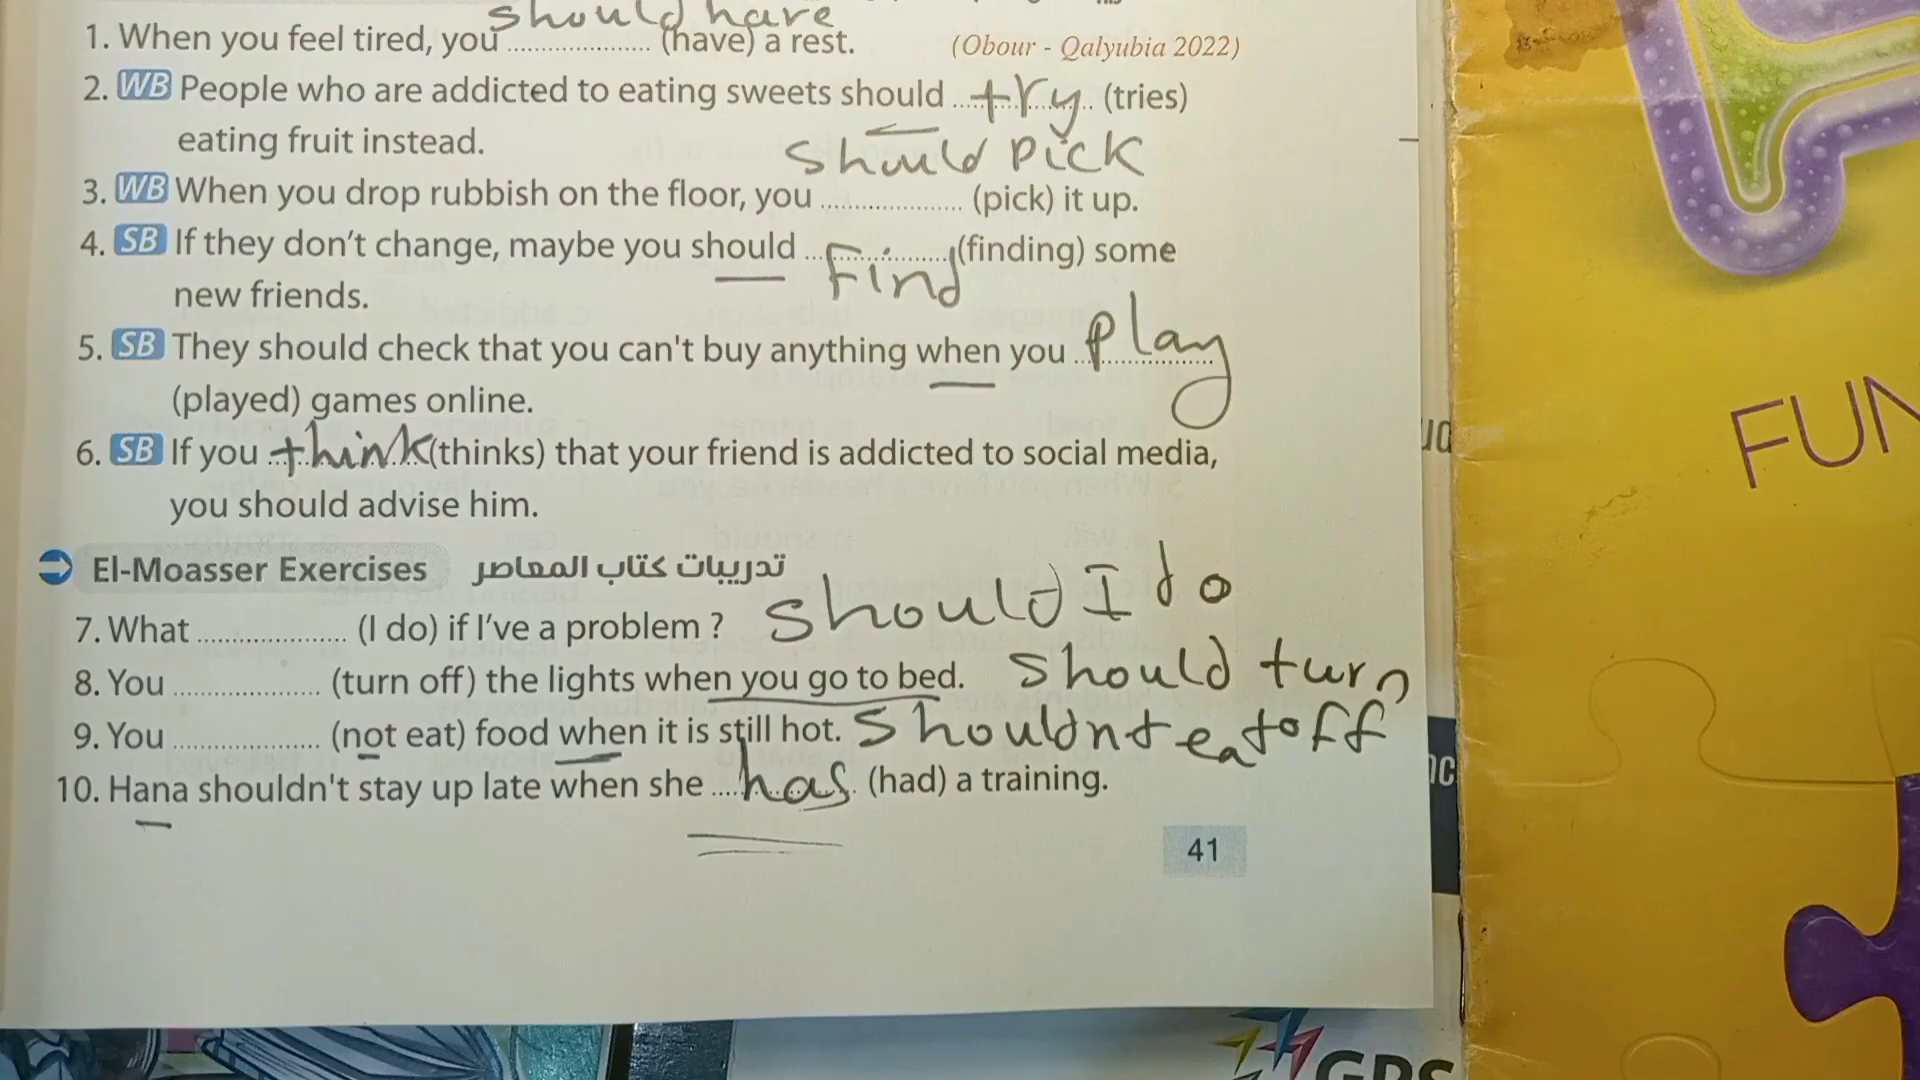 should have
1. When you feel tired, you .................... (have) a rest. (Obour - Qalyubia 2022)
2. WB People who are addicted to eating sweets should try (tries)
eating fruit instead.
should pick
3. WB When you drop rubbish on the floor, you .................... (pick) it up.
4. SB If they don't change, maybe you should .................... (finding) some
Find
new friends.
5. SB They should check that you can't buy anything when you play
(played) games online.
6. SB If you think (thinks) that your friend is addicted to social media,
you should advise him.
El-Moasser Exercises تدريبات كتاب المعاصر
7. What .................... (I do) if I've a problem ? should I do
8. You .................... (turn off) the lights when you go to bed. should turn
off
9. You .................... (not eat) food when it is still hot. shouldnt eat
10. Hana shouldn't stay up late when she has (had) a training.
41
FUN
GPS